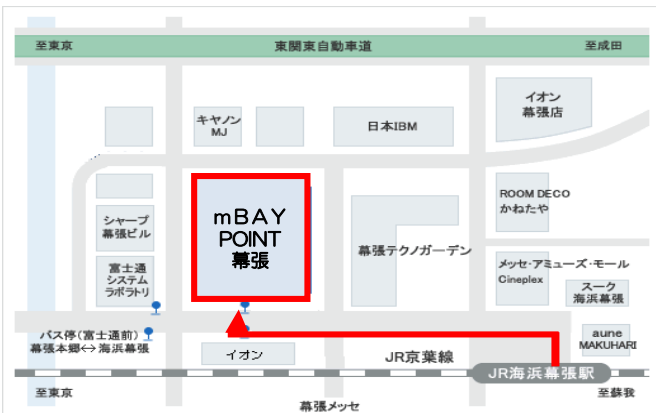 至東京
東関東自動車道
至成田
イオン
幕張店
キヤノン
MJ
日本IBM
ROOM DECO
かねたや
シャープ
幕張ビル
mBAY
POINT
幕張
幕張テクノガーデン
富士通
システム
ラボラトリ
メッセ・アミューズ・モール
Cineplex
スーク
海浜幕張
バス停(富士通前)
幕張本郷↔海浜幕張
イオン
JR京葉線
aune
MAKUHARI
JR海浜幕張駅
至東京
至蘇我
幕張メッセ